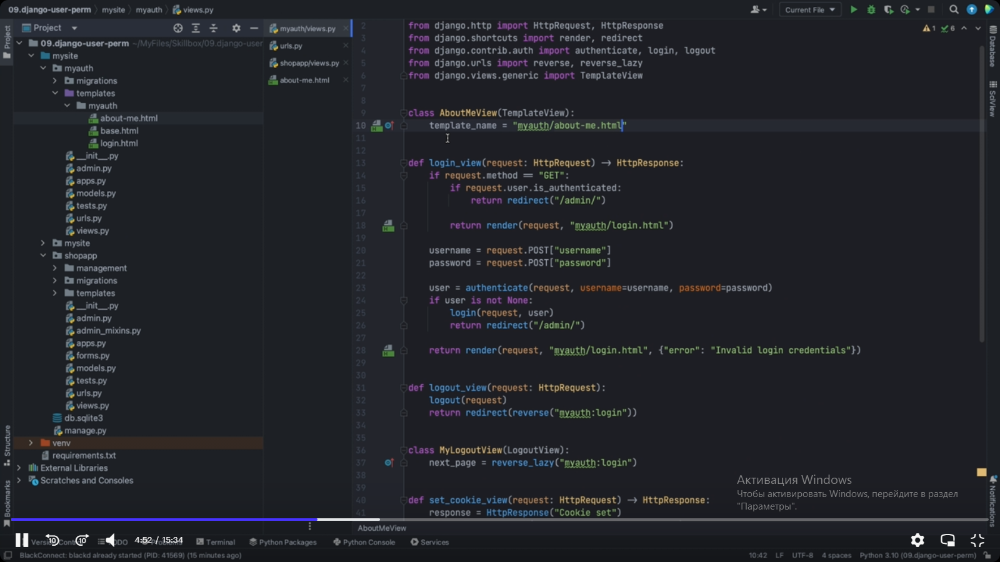 09.django-user-perm mysite myauth views.py
Current File
Project
Project
09.django-user-perm ~/MyFiles/Skillbox/09.django-user
mysite
myauth
migrations
templates
myauth
about-me.html
base.html
login.html
__init__.py
admin.py
apps.py
models.py
tests.py
urls.py
views.py
mysite
shopapp
management
migrations
templates
__init__.py
admin.py
admin_mixins.py
apps.py
forms.py
models.py
tests.py
urls.py
views.py
db.sqlite3
manage.py
venv
requirements.txt
External Libraries
Scratches and Consoles
Structure
Bookmarks
myauth/views.py
urls.py
shopapp/views.py
about-me.html
1 6
2 from django.http import HttpRequest, HttpResponse
3 from django.shortcuts import render, redirect
4 from django.contrib.auth import authenticate, login, logout
5 from django.urls import reverse, reverse_lazy
6 from django.views.generic import TemplateView
7
8
9 class AboutMeView(TemplateView):
10 template_name = "myauth/about-me.html"
11
12
13 def login_view(request: HttpRequest) → HttpResponse:
14 if request.method == "GET":
15 if request.user.is_authenticated:
16 return redirect("/admin/")
17
18 return render(request, "myauth/login.html")
19
20 username = request.POST["username"]
21 password = request.POST["password"]
22
23 user = authenticate(request, username=username, password=password)
24 if user is not None:
25 login(request, user)
26 return redirect("/admin/")
27
28 return render(request, "myauth/login.html", {"error": "Invalid login credentials"})
29
30
31 def logout_view(request: HttpRequest):
32 logout(request)
33 return redirect(reverse("myauth:login"))
34
35
36 class MyLogoutView(LogoutView):
37 next_page = reverse_lazy("myauth:login")
38
39
40 def set_cookie_view(request: HttpRequest) → HttpResponse:
41 response = HttpResponse("Cookie set")
Database
SciView
Notifications
Активация Windows
Чтобы активировать Windows, перейдите в раздел
"Параметры".
AboutMeView
10 10 4:52 / 15:34
Version Control TODO Problems Terminal Python Packages Python Console Services
BlackConnect: blackd already started (PID: 41569) (15 minutes ago)
10:42 LF UTF-8 4 spaces Python 3.10 (09.django-user-perm)